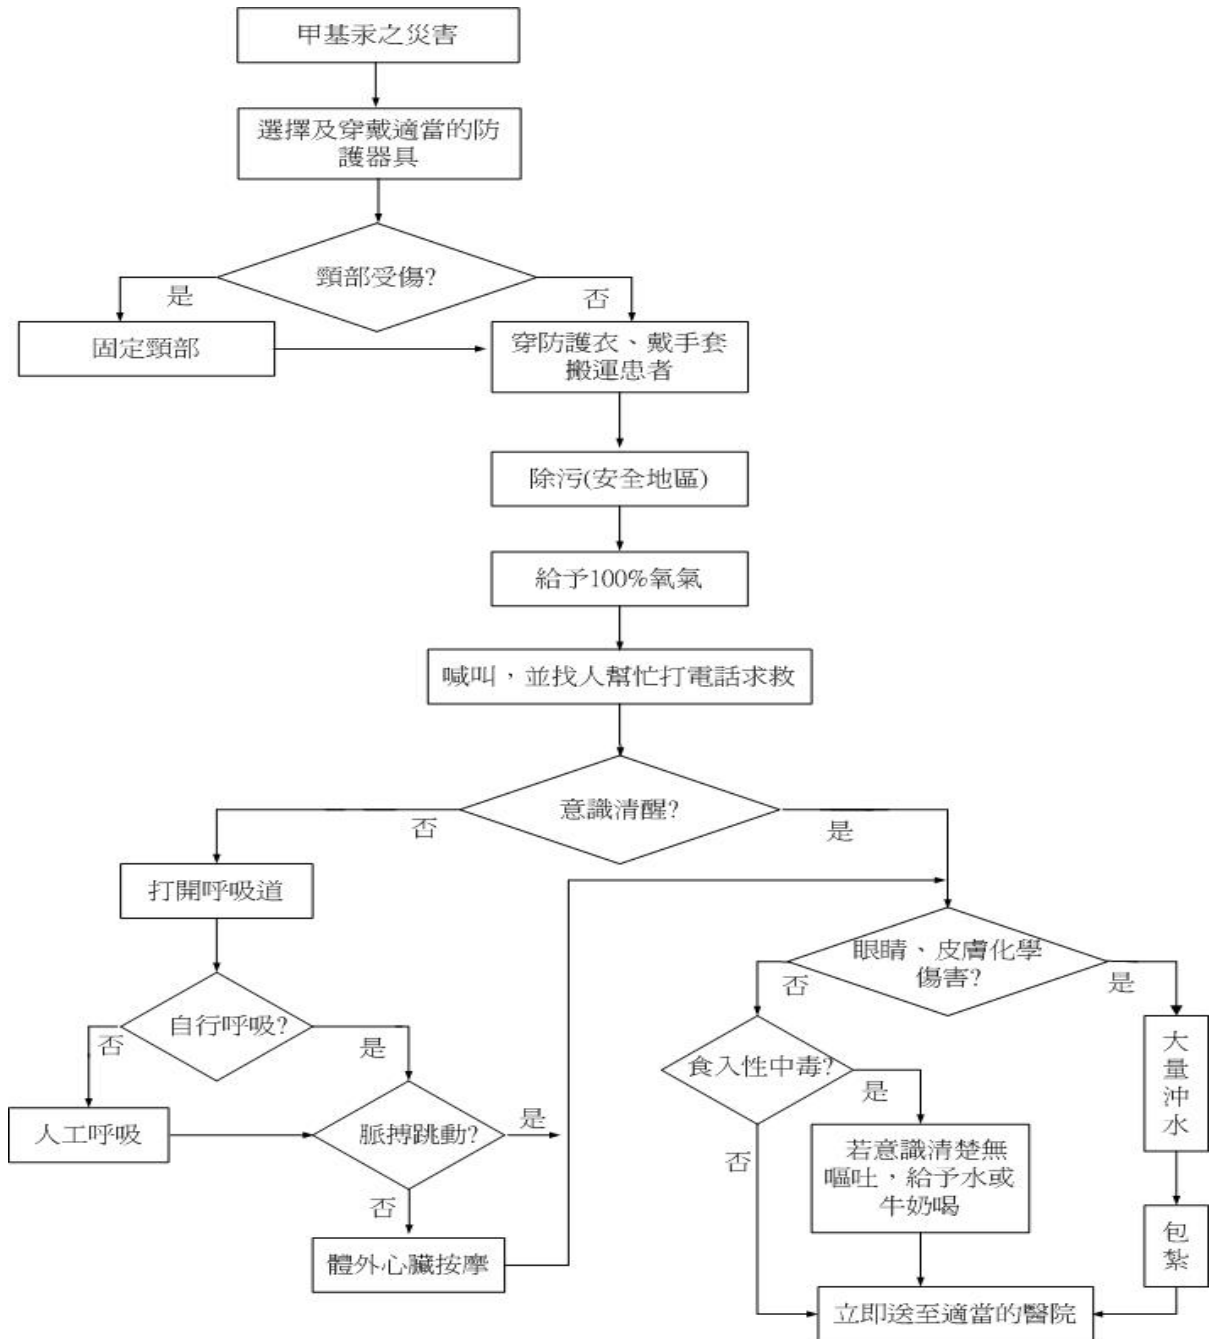 甲基汞之災害
選擇及穿戴適當的防
護器具
頸部受傷?
是
否
固定頸部
穿防護衣、戴手套
搬運患者
除污(安全地區)
給予100%氧氣
喊叫，並找人幫忙打電話求救
意識清醒?
否
是
打開呼吸道
眼睛、皮膚化學
傷害?
否
是
自行呼吸?
否
是
大量沖水
食入性中毒?
是
否
人工呼吸
脈搏跳動?
是
否
若意識清楚無
嘔吐，給予水或
牛奶喝
包紮
體外心臟按摩
立即送至適當的醫院